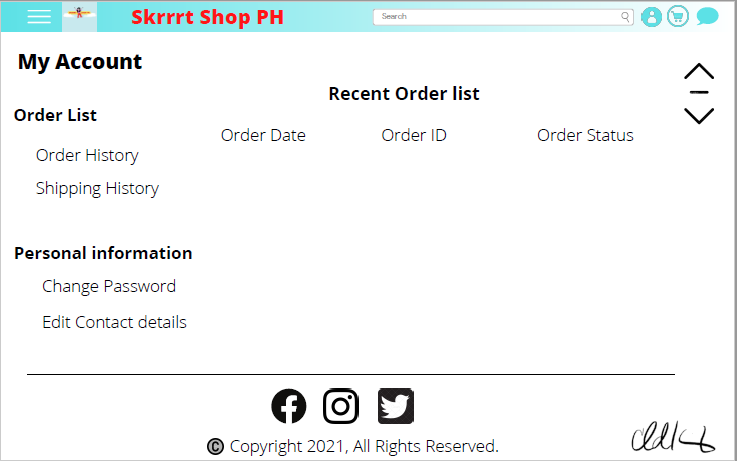 Skrrrt Shop PH
Search
My Account
Recent Order list
Order List
Order Date Order ID Order Status
Order History
Shipping History
Personal information
Change Password
Edit Contact details
© Copyright 2021, All Rights Reserved.